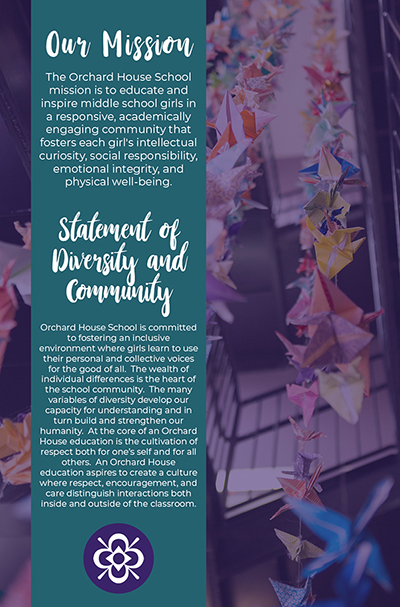 Our Mission
The Orchard House School
mission is to educate and
inspire middle school girls in
a responsive, academically
engaging community that
fosters each girl's intellectual
curiosity, social responsibility,
emotional integrity, and
physical well-being.
Statement of
Diversity and
Community
Orchard House School is committed
to fostering an inclusive
environment where girls learn to use
their personal and collective voices
for the good of all.  The wealth of
individual differences is the heart of
the school community.  The many
variables of diversity develop our
capacity for understanding and in
turn build and strengthen our
humanity.  At the core of an Orchard
House education is the cultivation of
respect both for one's self and for all
others.  An Orchard House
education aspires to create a culture
where respect, encouragement, and
care distinguish interactions both
inside and outside of the classroom.